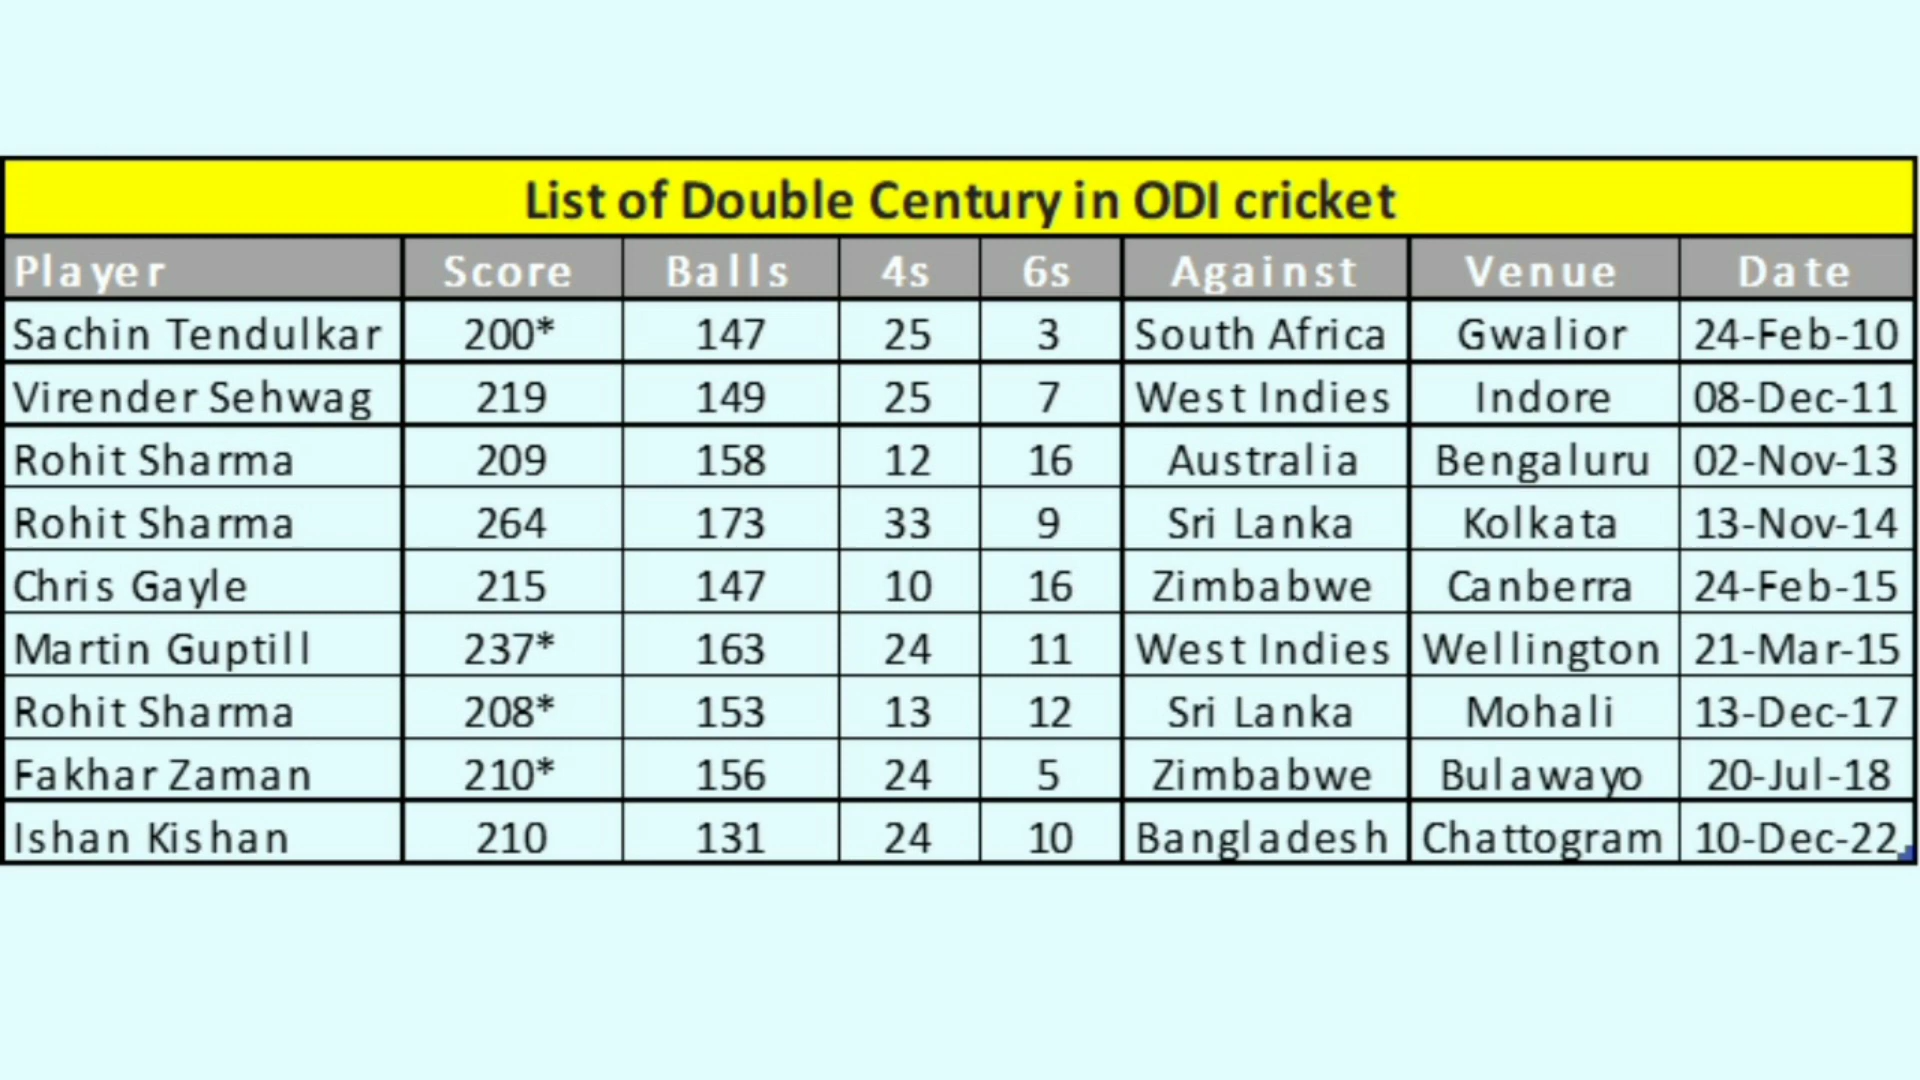 List of Double Century in ODI cricket
Player Score Balls 4s 6s Against Venue Date
Sachin Tendulkar 200* 147 25 3 South Africa Gwalior 24-Feb-10
Virender Sehwag 219 149 25 7 West Indies Indore 08-Dec-11
Rohit Sharma 209 158 12 16 Australia Bengaluru 02-Nov-13
Rohit Sharma 264 173 33 9 Sri Lanka Kolkata 13-Nov-14
Chris Gayle 215 147 10 16 Zimbabwe Canberra 24-Feb-15
Martin Guptill 237* 163 24 11 West Indies Wellington 21-Mar-15
Rohit Sharma 208* 153 13 12 Sri Lanka Mohali 13-Dec-17
Fakhar Zaman 210* 156 24 5 Zimbabwe Bulawayo 20-Jul-18
Ishan Kishan 210 131 24 10 Bangladesh Chattogram 10-Dec-22